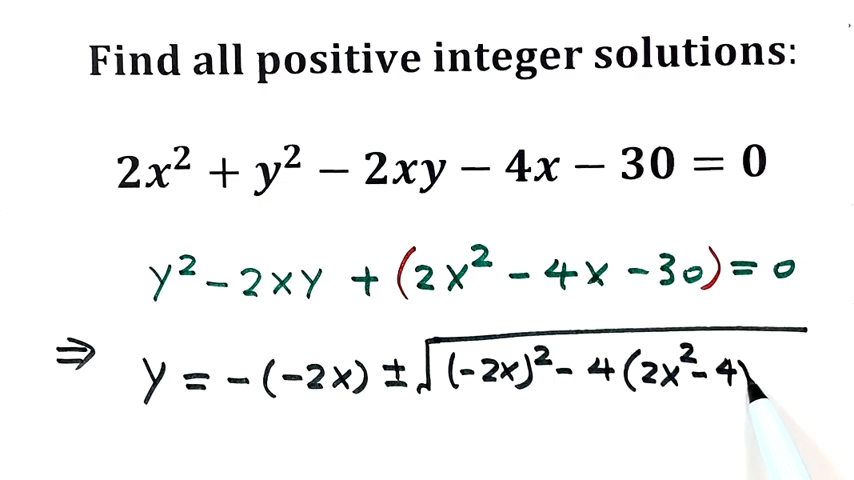 Find all positive integer solutions:
2x² + y² − 2xy − 4x − 30 = 0
y² − 2xy + (2x² − 4x − 30) = 0
⇒ y = −(−2x) ± √(−2x)² − 4(2x² − 4